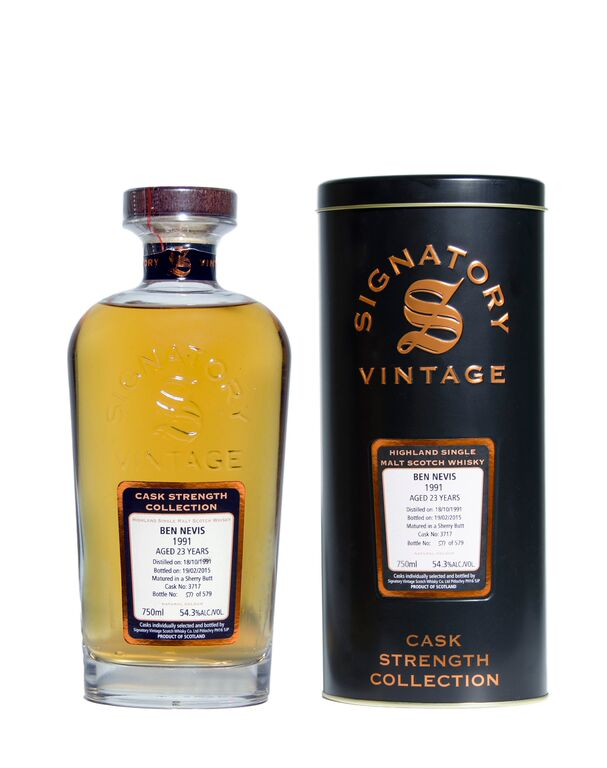 ORY
VINT
SIGNATORY
VINTAGE
CASK STRENGTH
COLLECTION
HIGHLAND SINGLE MALT SCOTCH WHISKY
BEN NEVIS
1991
AGED 23 YEARS
Distilled on: 18/10/1991
Bottled on: 19/02/2015
Matured in a Sherry Butt
Cask No: 3717
Bottle No: of 579
NATURAL COLOUR
750ml 54.3%ALC/VOL.
Casks individually selected and bottled by
Signatory Vintage Scotch Whisky Co. Ltd Pitlochry PH16 5JP
PRODUCT OF SCOTLAND
SIGNATORY
S
VINTAGE
HIGHLAND SINGLE
MALT SCOTCH WHISKY
BEN NEVIS
1991
AGED 23 YEARS
Distilled on: 18/10/1991
Bottled on: 19/02/2015
Matured in a Sherry Butt
Cask No: 3717
Bottle No: of 579
NATURAL COLOUR
750ml 54.3%ALC/VOL.
Casks individually selected and bottled by
Signatory Vintage Scotch Whisky Co. Ltd Pitlochry PH16 5JP
PRODUCT OF SCOTLAND
CASK
STRENGTH
COLLECTION